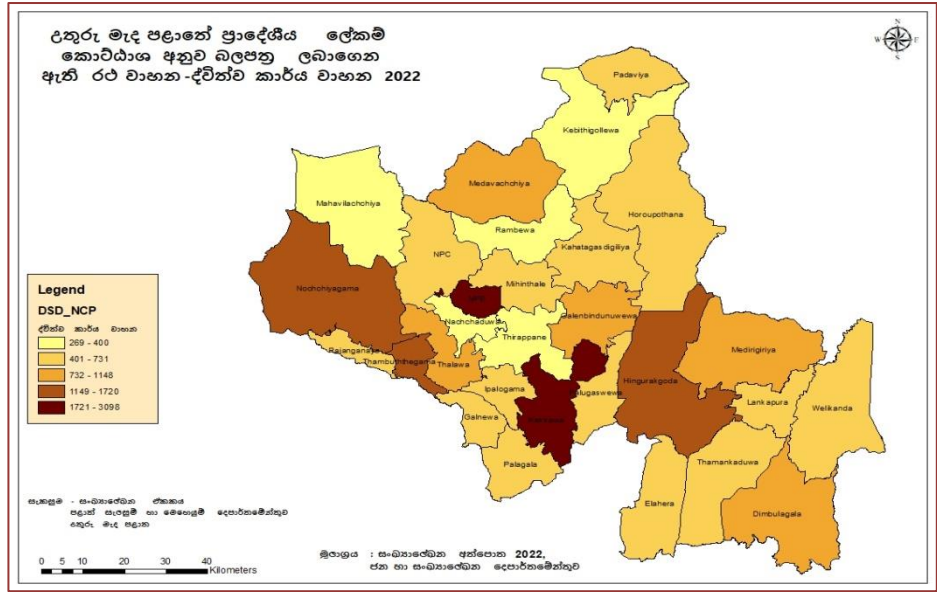 උතුරු මැද පළාතේ ප්‍රාදේශීය ලේකම්
කොට්ඨාශ අනුව බලපත්‍ර ලබාගෙන
ඇති රථ වාහන -ද්විත්ව කාර්ය වාහන 2022
N
W
Padaviya
Kebithigollewa
Medavachchiya
Mahavilachchiya
Horoupothana
Rambewa
Kahatagasdigiliya
NPC
Mihinthale
Nochchiyagama
Nachchaduwa
Galenbindunuwewa
Thirappane
Medirigiriya
Rajanganaya
Thambuththegama
Thalawa
Hingurakgoda
Ipalogama
Palugaswewa
Lankapura
Welikanda
Galnewa
Palagala
Thamankaduwa
Elahera
Dimbulagala
Legend
DSD_NCP
ද්විත්ව කාර්ය වාහන
269 - 400
401 - 731
732 - 1148
1149 - 1720
1721 - 3098
සැකසුම - සංඛ්‍යාලේඛන ඒකකය
පළාත් සැලසුම් හා මෙහෙයුම් දෙපාර්තමේන්තුව
උතුරු මැද පළාත
මූලාශ්‍රය : සංඛ්‍යාලේඛන අත්පොත 2022,
ජන හා සංඛ්‍යාලේඛන දෙපාර්තමේන්තුව
0 5 10 20 30 40
Kilometers